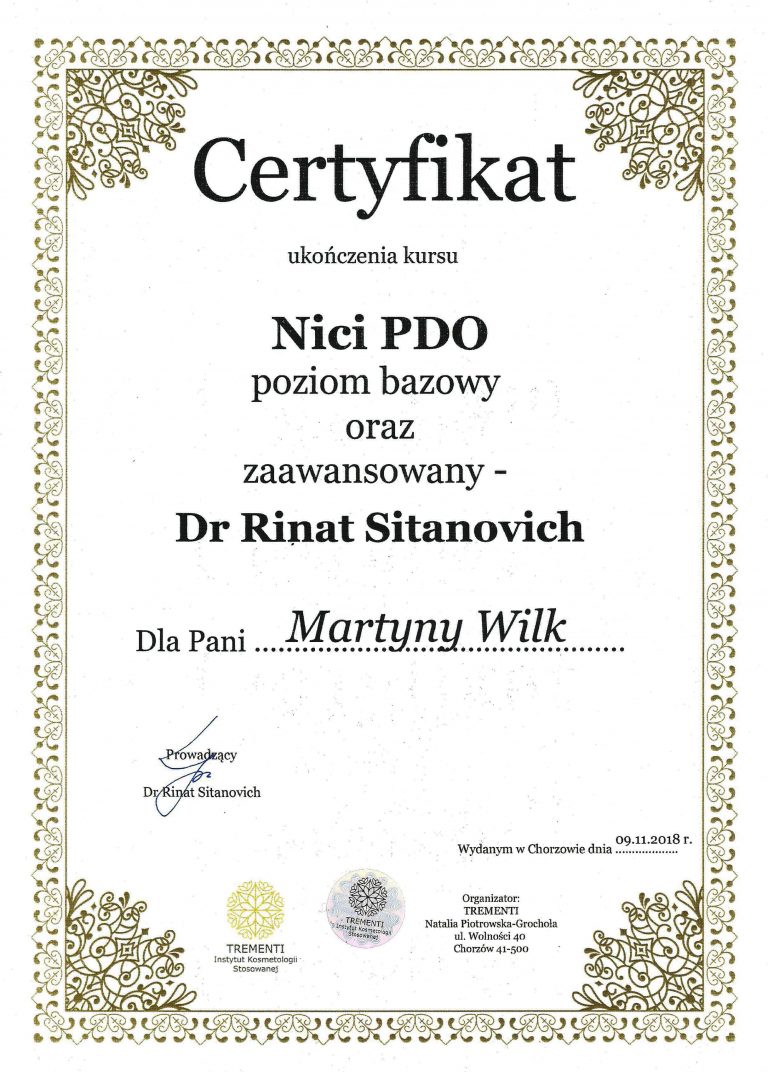 Certyfikat
ukończenia kursu
Nici PDO
poziom bazowy
oraz
zaawansowany -
Dr Rinat Sitanovich
Dla Pani ..................................................... Martyny Wilk
Prowadzący
Dr Rinat Sitanovich
09.11.2018 r.
Wydanym w Chorzowie dnia ....................
TREMENTI
Instytut Kosmetologii
Stosowanej
TREMENTI
Instytut Kosmetologii
Stosowanej
Organizator:
TREMENTI
Natalia Piotrowska-Grochola
ul. Wolności 40
Chorzów 41-500